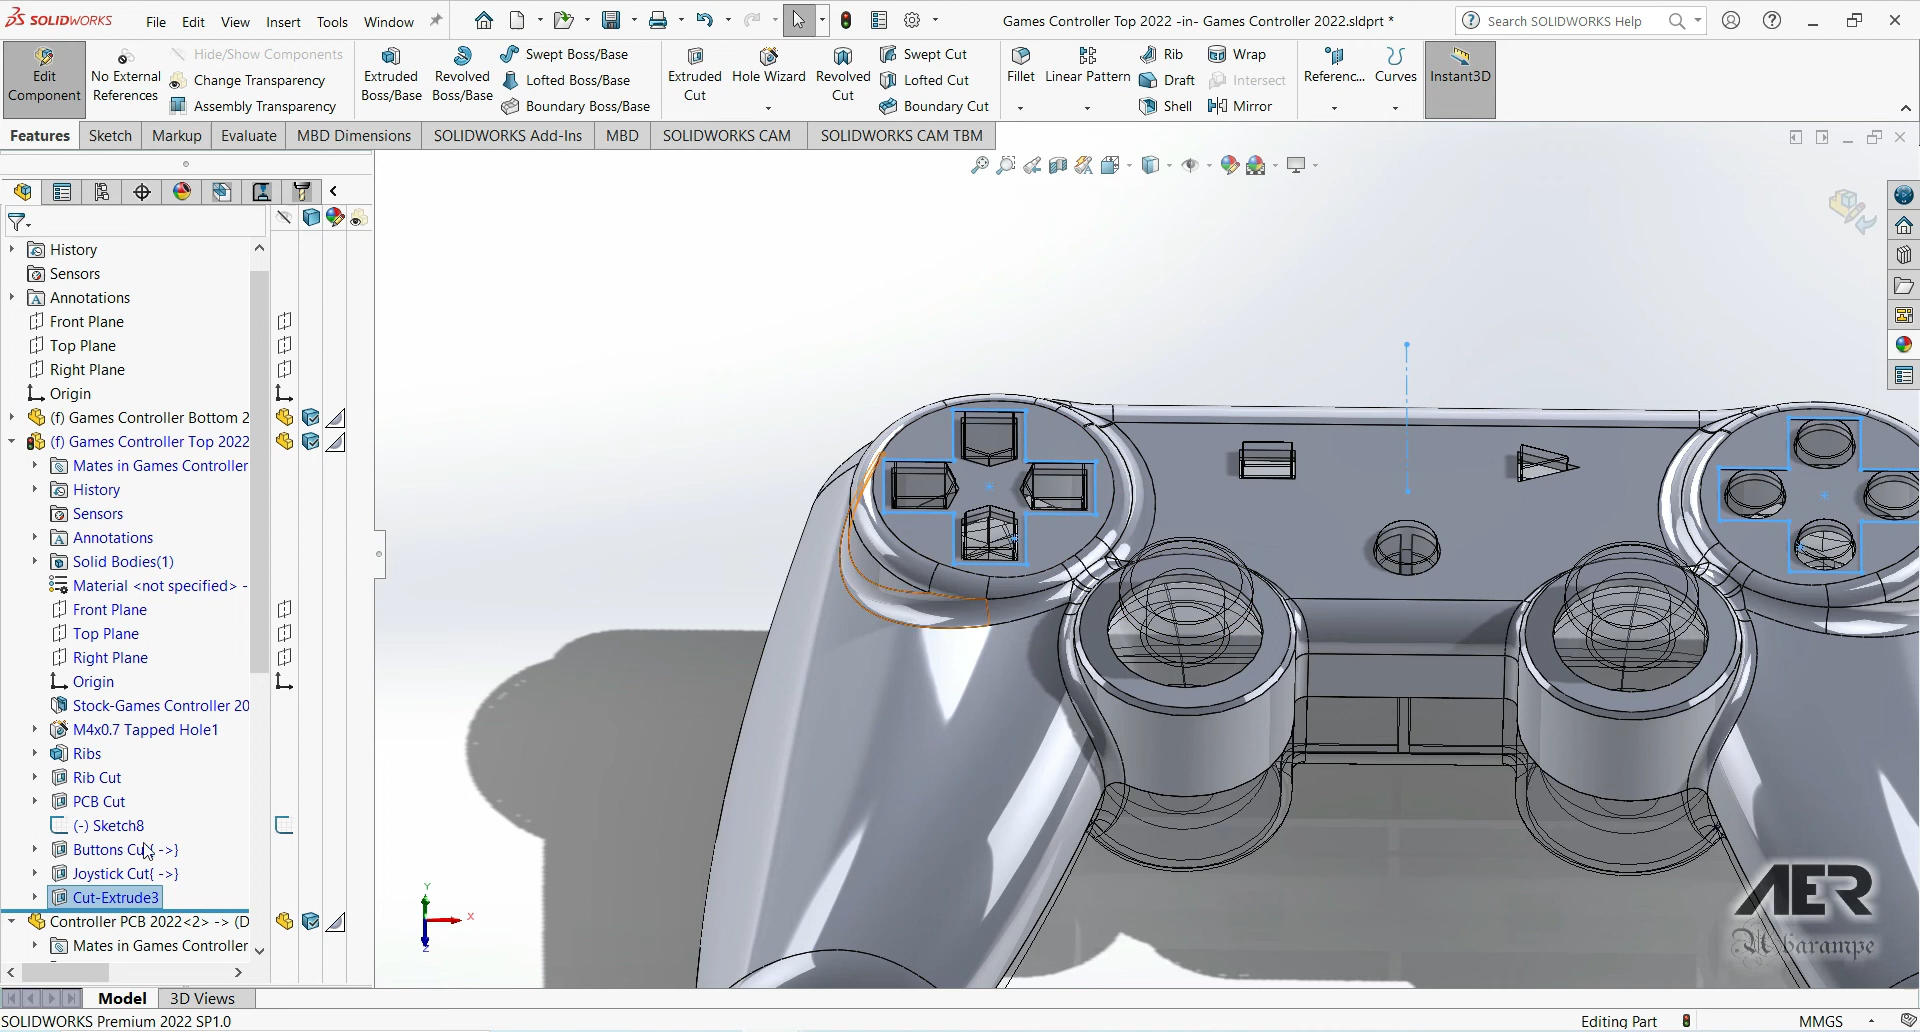 SOLIDWORKS
File Edit View Insert Tools Window
Games Controller Top 2022 -in- Games Controller 2022.sldprt *
Search SOLIDWORKS Help
Edit Component
No External References
Hide/Show Components
Change Transparency
Assembly Transparency
Extruded Boss/Base
Revolved Boss/Base
Swept Boss/Base
Lofted Boss/Base
Boundary Boss/Base
Extruded Cut
Hole Wizard
Revolved Cut
Swept Cut
Lofted Cut
Boundary Cut
Fillet
Linear Pattern
Rib
Draft
Shell
Wrap
Intersect
Mirror
Referenc...
Curves
Instant3D
Features Sketch Markup Evaluate MBD Dimensions SOLIDWORKS Add-Ins MBD SOLIDWORKS CAM SOLIDWORKS CAM TBM
History
Sensors
Annotations
Front Plane
Top Plane
Right Plane
Origin
(f) Games Controller Bottom 2
(f) Games Controller Top 2022
Mates in Games Controller
History
Sensors
Annotations
Solid Bodies(1)
Material <not specified> -
Front Plane
Top Plane
Right Plane
Origin
Stock-Games Controller 20
M4x0.7 Tapped Hole1
Ribs
Rib Cut
PCB Cut
(-) Sketch8
Buttons Cut{ ->}
Joystick Cut{ ->}
Cut-Extrude3
Controller PCB 2022<2> -> (D
Mates in Games Controller
Y
X
Z
AER
Model 3D Views
SOLIDWORKS Premium 2022 SP1.0
Editing Part
MMGS